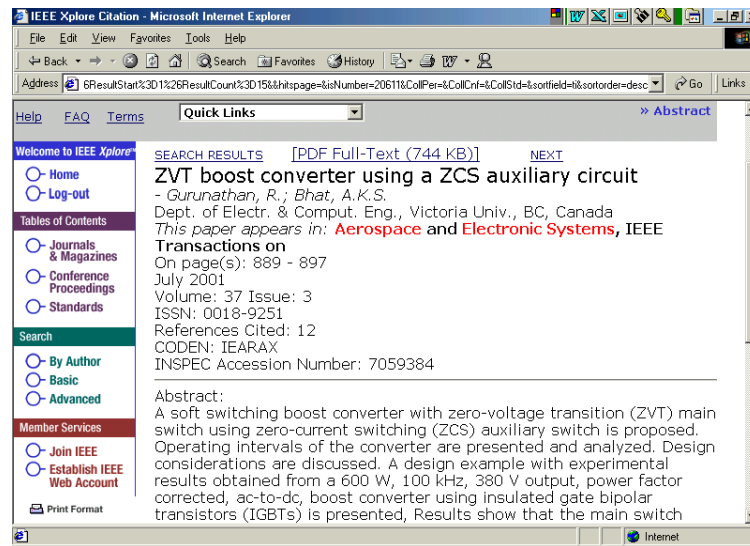 IEEE Xplore Citation - Microsoft Internet Explorer
File Edit View Favorites Tools Help
Back Search Favorites History
Address 6ResultStart%3D1%26ResultCount%3D15&&hitspage=&isNumber=20611&CollPer=&CollCnf=&CollStd=&sortfield=ti&sortorder=desc Go Links
Help FAQ Terms Quick Links » Abstract
Welcome to IEEE Xplore
Home
Log-out
Tables of Contents
Journals
& Magazines
Conference
Proceedings
Standards
Search
By Author
Basic
Advanced
Member Services
Join IEEE
Establish IEEE
Web Account
Print Format
SEARCH RESULTS [PDF Full-Text (744 KB)] NEXT
ZVT boost converter using a ZCS auxiliary circuit
- Gurunathan, R.; Bhat, A.K.S.
Dept. of Electr. & Comput. Eng., Victoria Univ., BC, Canada
This paper appears in: Aerospace and Electronic Systems, IEEE
Transactions on
On page(s): 889 - 897
July 2001
Volume: 37 Issue: 3
ISSN: 0018-9251
References Cited: 12
CODEN: IEARAX
INSPEC Accession Number: 7059384
Abstract:
A soft switching boost converter with zero-voltage transition (ZVT) main
switch using zero-current switching (ZCS) auxiliary switch is proposed.
Operating intervals of the converter are presented and analyzed. Design
considerations are discussed. A design example with experimental
results obtained from a 600 W, 100 kHz, 380 V output, power factor
corrected, ac-to-dc, boost converter using insulated gate bipolar
transistors (IGBTs) is presented, Results show that the main switch
Internet